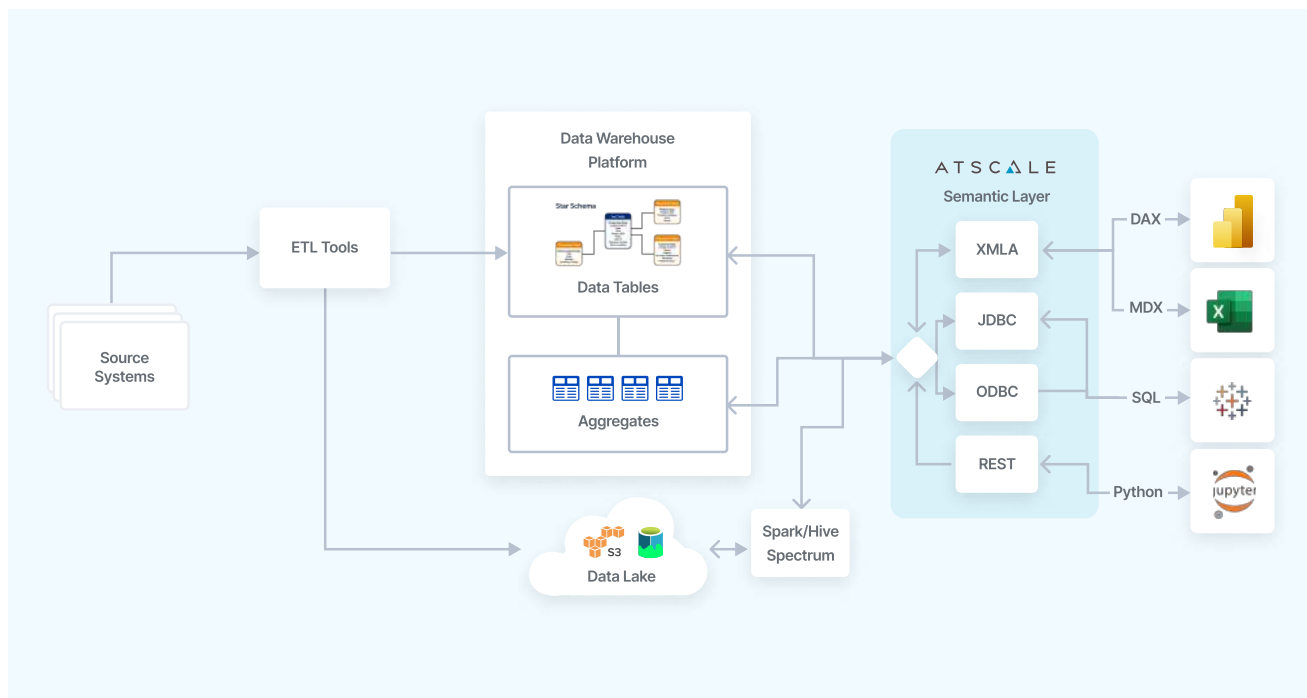 Data Warehouse
Platform
Star Schema
Data Tables
Aggregates
ETL Tools
Source
Systems
S3
Data Lake
Spark/Hive
Spectrum
ATSCALE
Semantic Layer
XMLA
JDBC
ODBC
REST
DAX
MDX
SQL
Python
X
jupyter